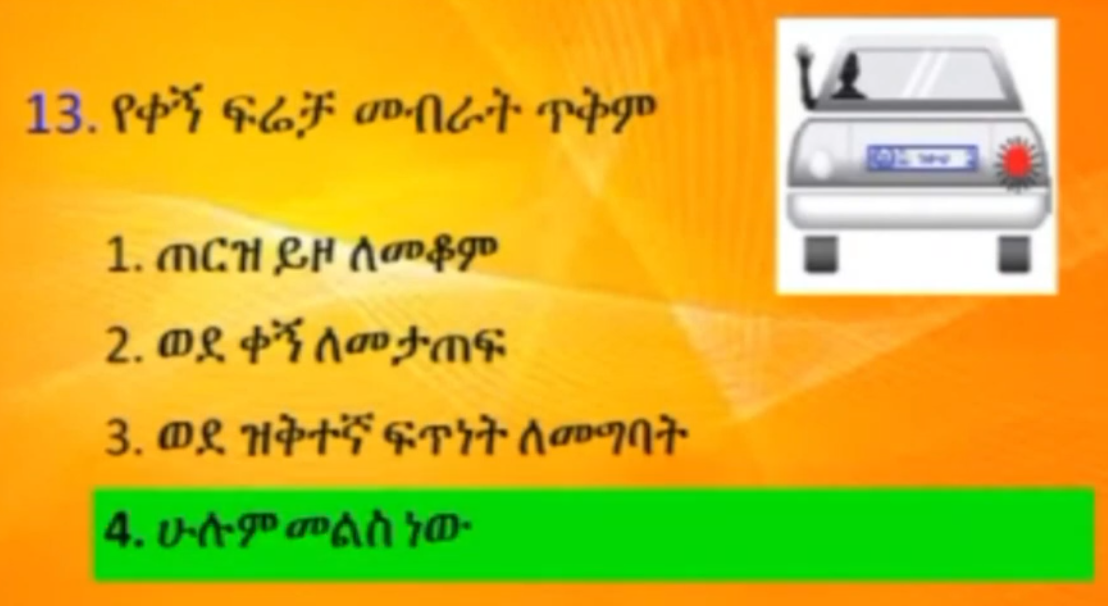 13. የቀኝ ፍሬቻ መብራት ጥቅም
1. ጠርዝ ይዞ ለመቆም
2. ወደ ቀኝ ለመታጠፍ
3. ወደ ዝቅተኛ ፍጥነት ለመግባት
4. ሁሉም መልስ ነው